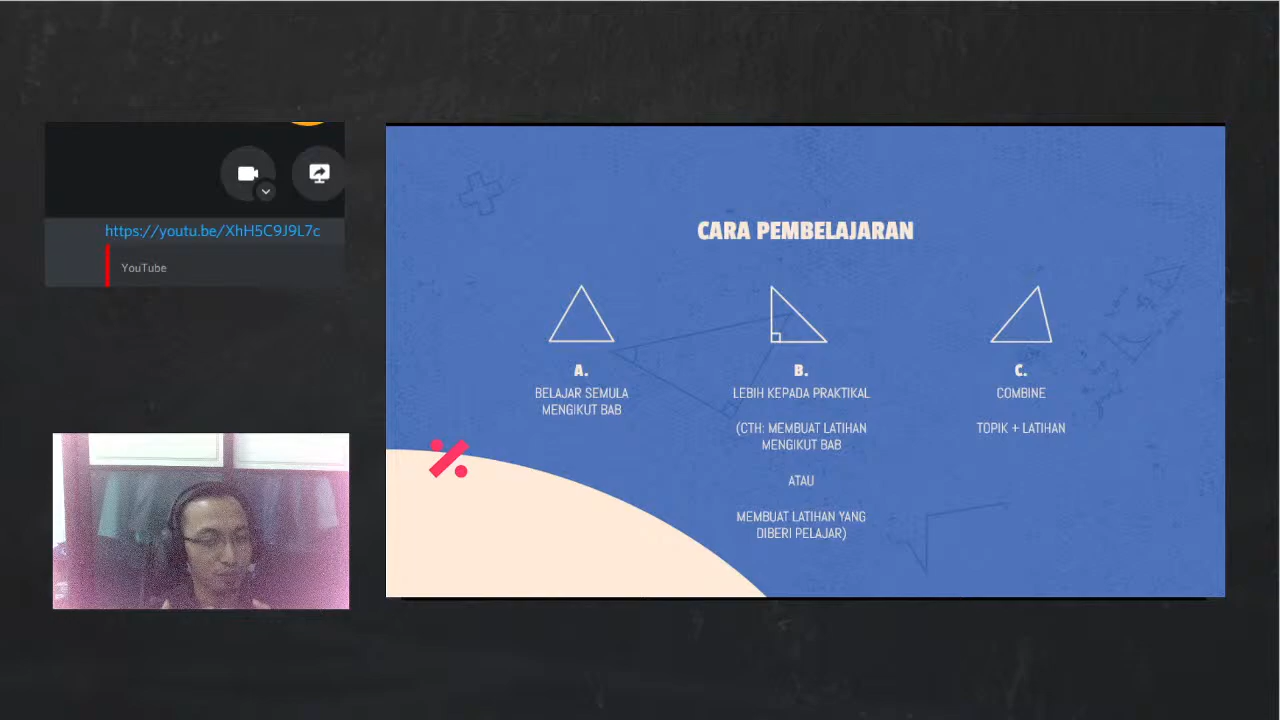 https://youtu.be/XhH5C9J9L7c
YouTube
CARA PEMBELAJARAN
A.
BELAJAR SEMULA
MENGIKUT BAB
B.
LEBIH KEPADA PRAKTIKAL
(CTH: MEMBUAT LATIHAN
MENGIKUT BAB
ATAU
MEMBUAT LATIHAN YANG
DIBERI PELAJAR)
C.
COMBINE
TOPIK + LATIHAN